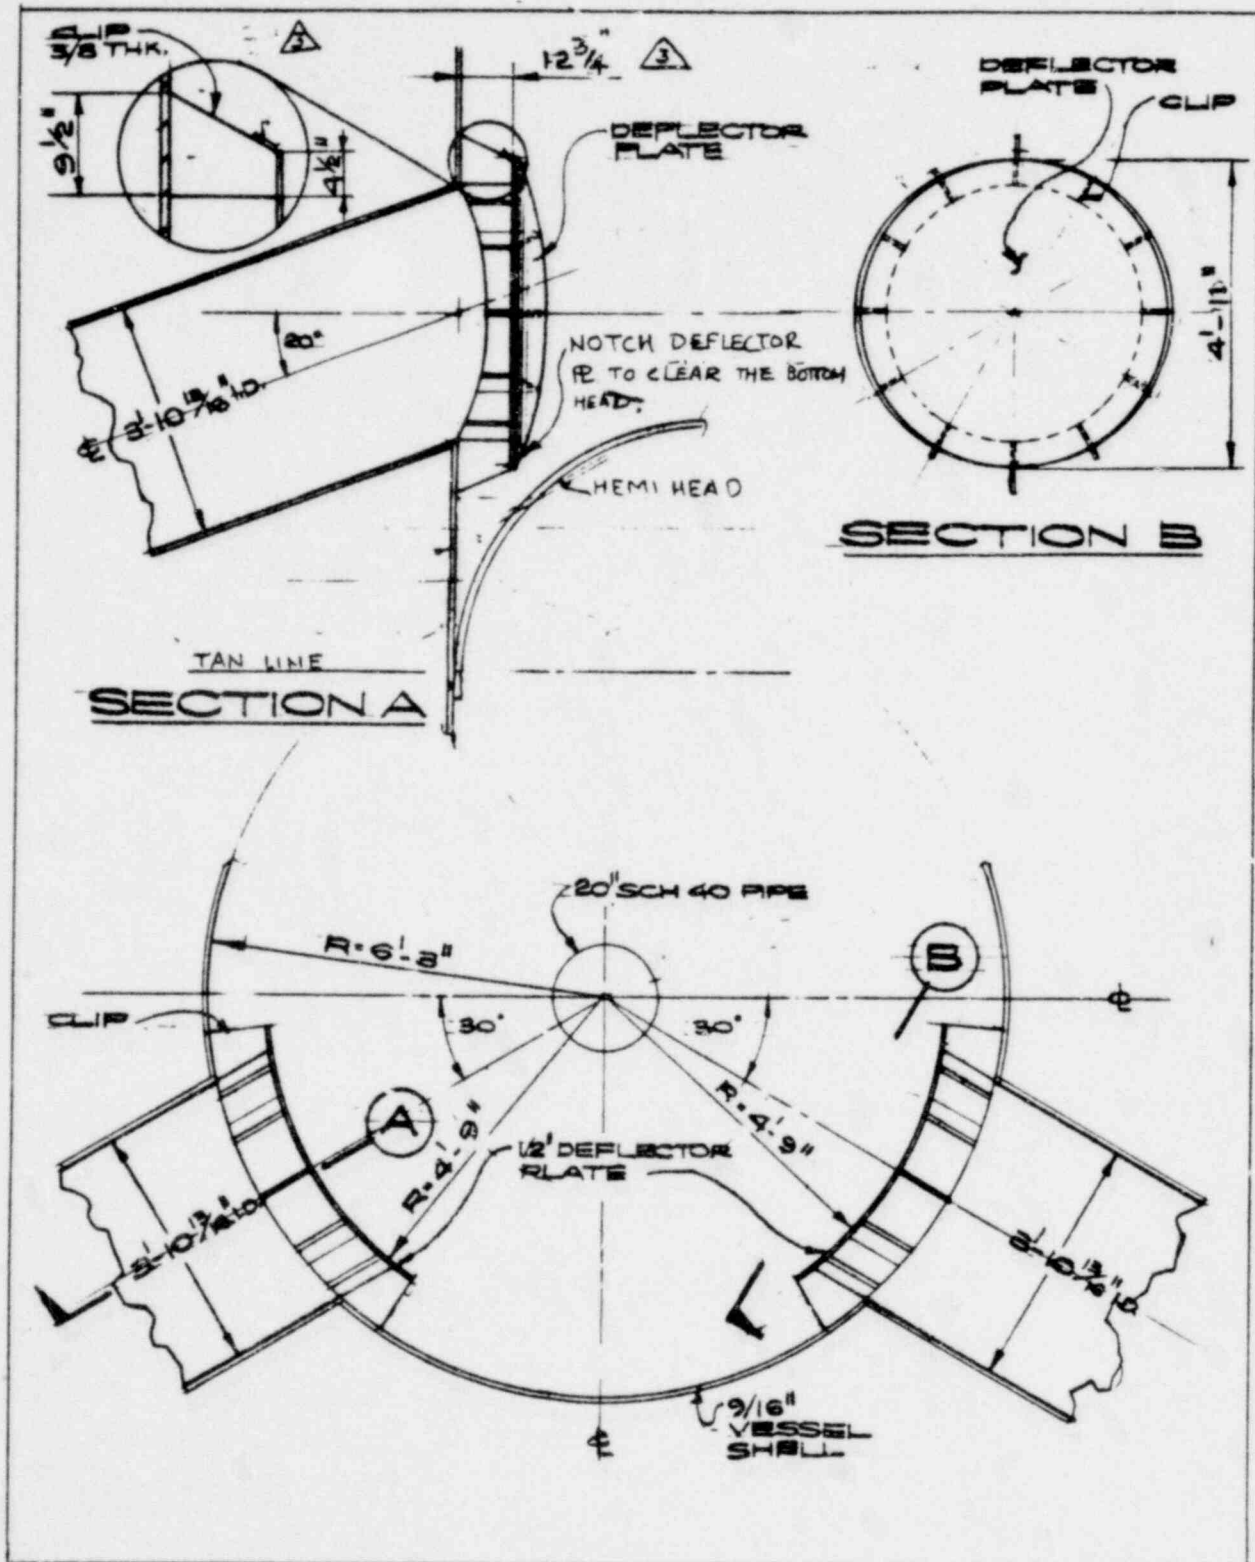 CLIP
3/8 THK.
3
12 3/4"
3
9 1/2"
4 1/2"
DEFLECTOR
PLATE
DEFLECTOR
PLATE
CLIP
4'-11"
20°
NOTCH DEFLECTOR
PL TO CLEAR THE BOTTOM
HEAD.
3'-10 13/16" I.D.
HEMI HEAD
SECTION B
TAN LINE
SECTION A
20" SCH 40 PIPE
R=6'-8"
B
CLIP
30°
30°
A
R=4'-9"
R=4'-9"
1/2" DEFLECTOR
PLATE
3'-10 13/16" I.D.
3'-10 13/16" I.D.
9/16"
VESSEL
SHELL